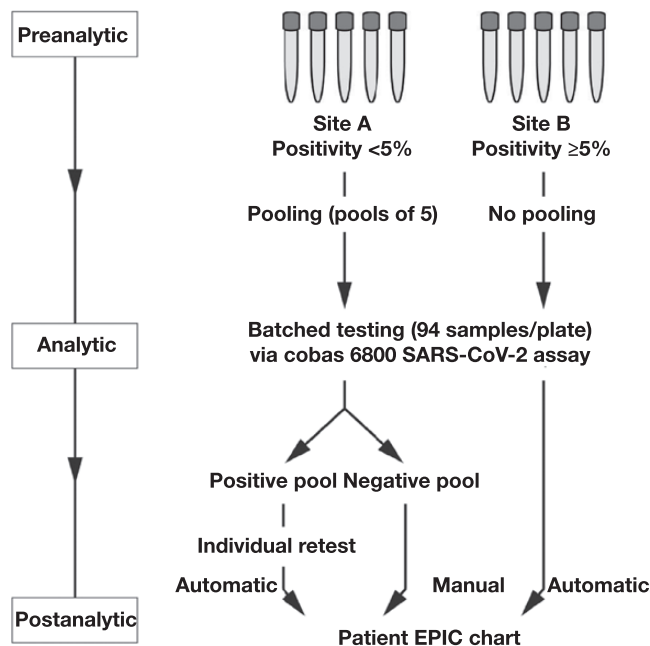 Preanalytic
Site A
Positivity <5%
Site B
Positivity ≥5%
Pooling (pools of 5)
No pooling
Analytic
Batched testing (94 samples/plate)
via cobas 6800 SARS-CoV-2 assay
Positive pool
Negative pool
Individual retest
Automatic
Manual
Automatic
Postanalytic
Patient EPIC chart